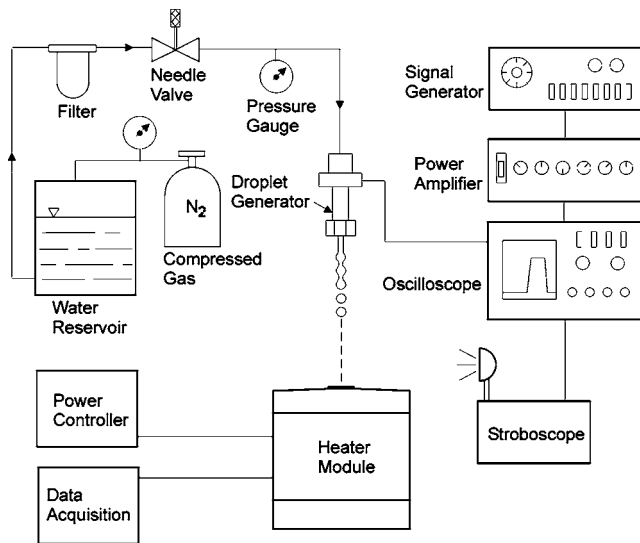 Filter
Needle
Valve
Pressure
Gauge
Signal
Generator
Power
Amplifier
Droplet
Generator
N2
Compressed
Gas
Water
Reservoir
Oscilloscope
Power
Controller
Heater
Module
Stroboscope
Data
Acquisition